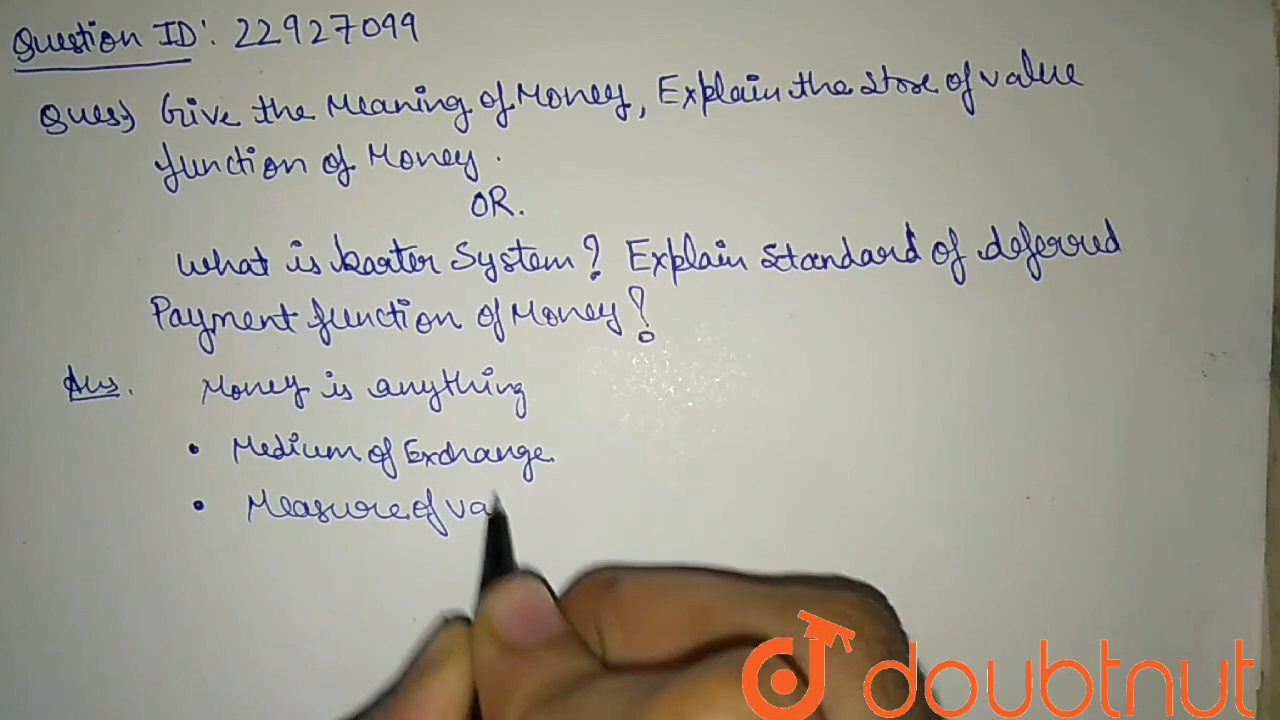 Question ID: 22927099
Ques) Give the Meaning of Money, Explain the store of value
function of Money.
OR.
What is barter System? Explain Standard of deferred
Payment function of Money?
Ans. Money is anything
• Medium of Exchange.
• Measure of va
doubtnut